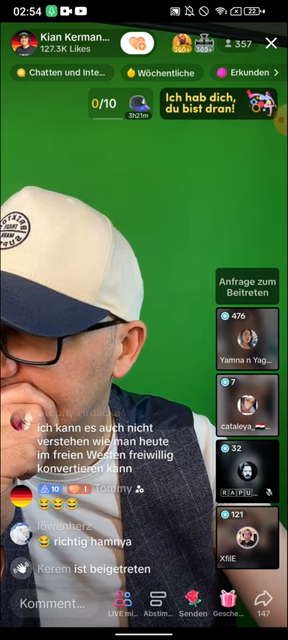 02:54
22
Kian Kerman...
127.3K Likes
300+
300+
357
Chatten und Inte...
Wöchentliche
Erkunden
0/10
3h21m
Ich hab dich,
du bist dran!
Anfrage zum
Beitreten
476
Yamna n Yag...
7
cataleya_
32
R A P U
121
XfilE
ich kann es auch nicht
verstehen wie man heute
im freien Westen freiwillig
konvertieren kann
10 I Tommy
löwenherz
richtig hamnya
Kerem ist beigetreten
Komment...
LIVE mi...
Abstim...
Senden
Gesche...
147